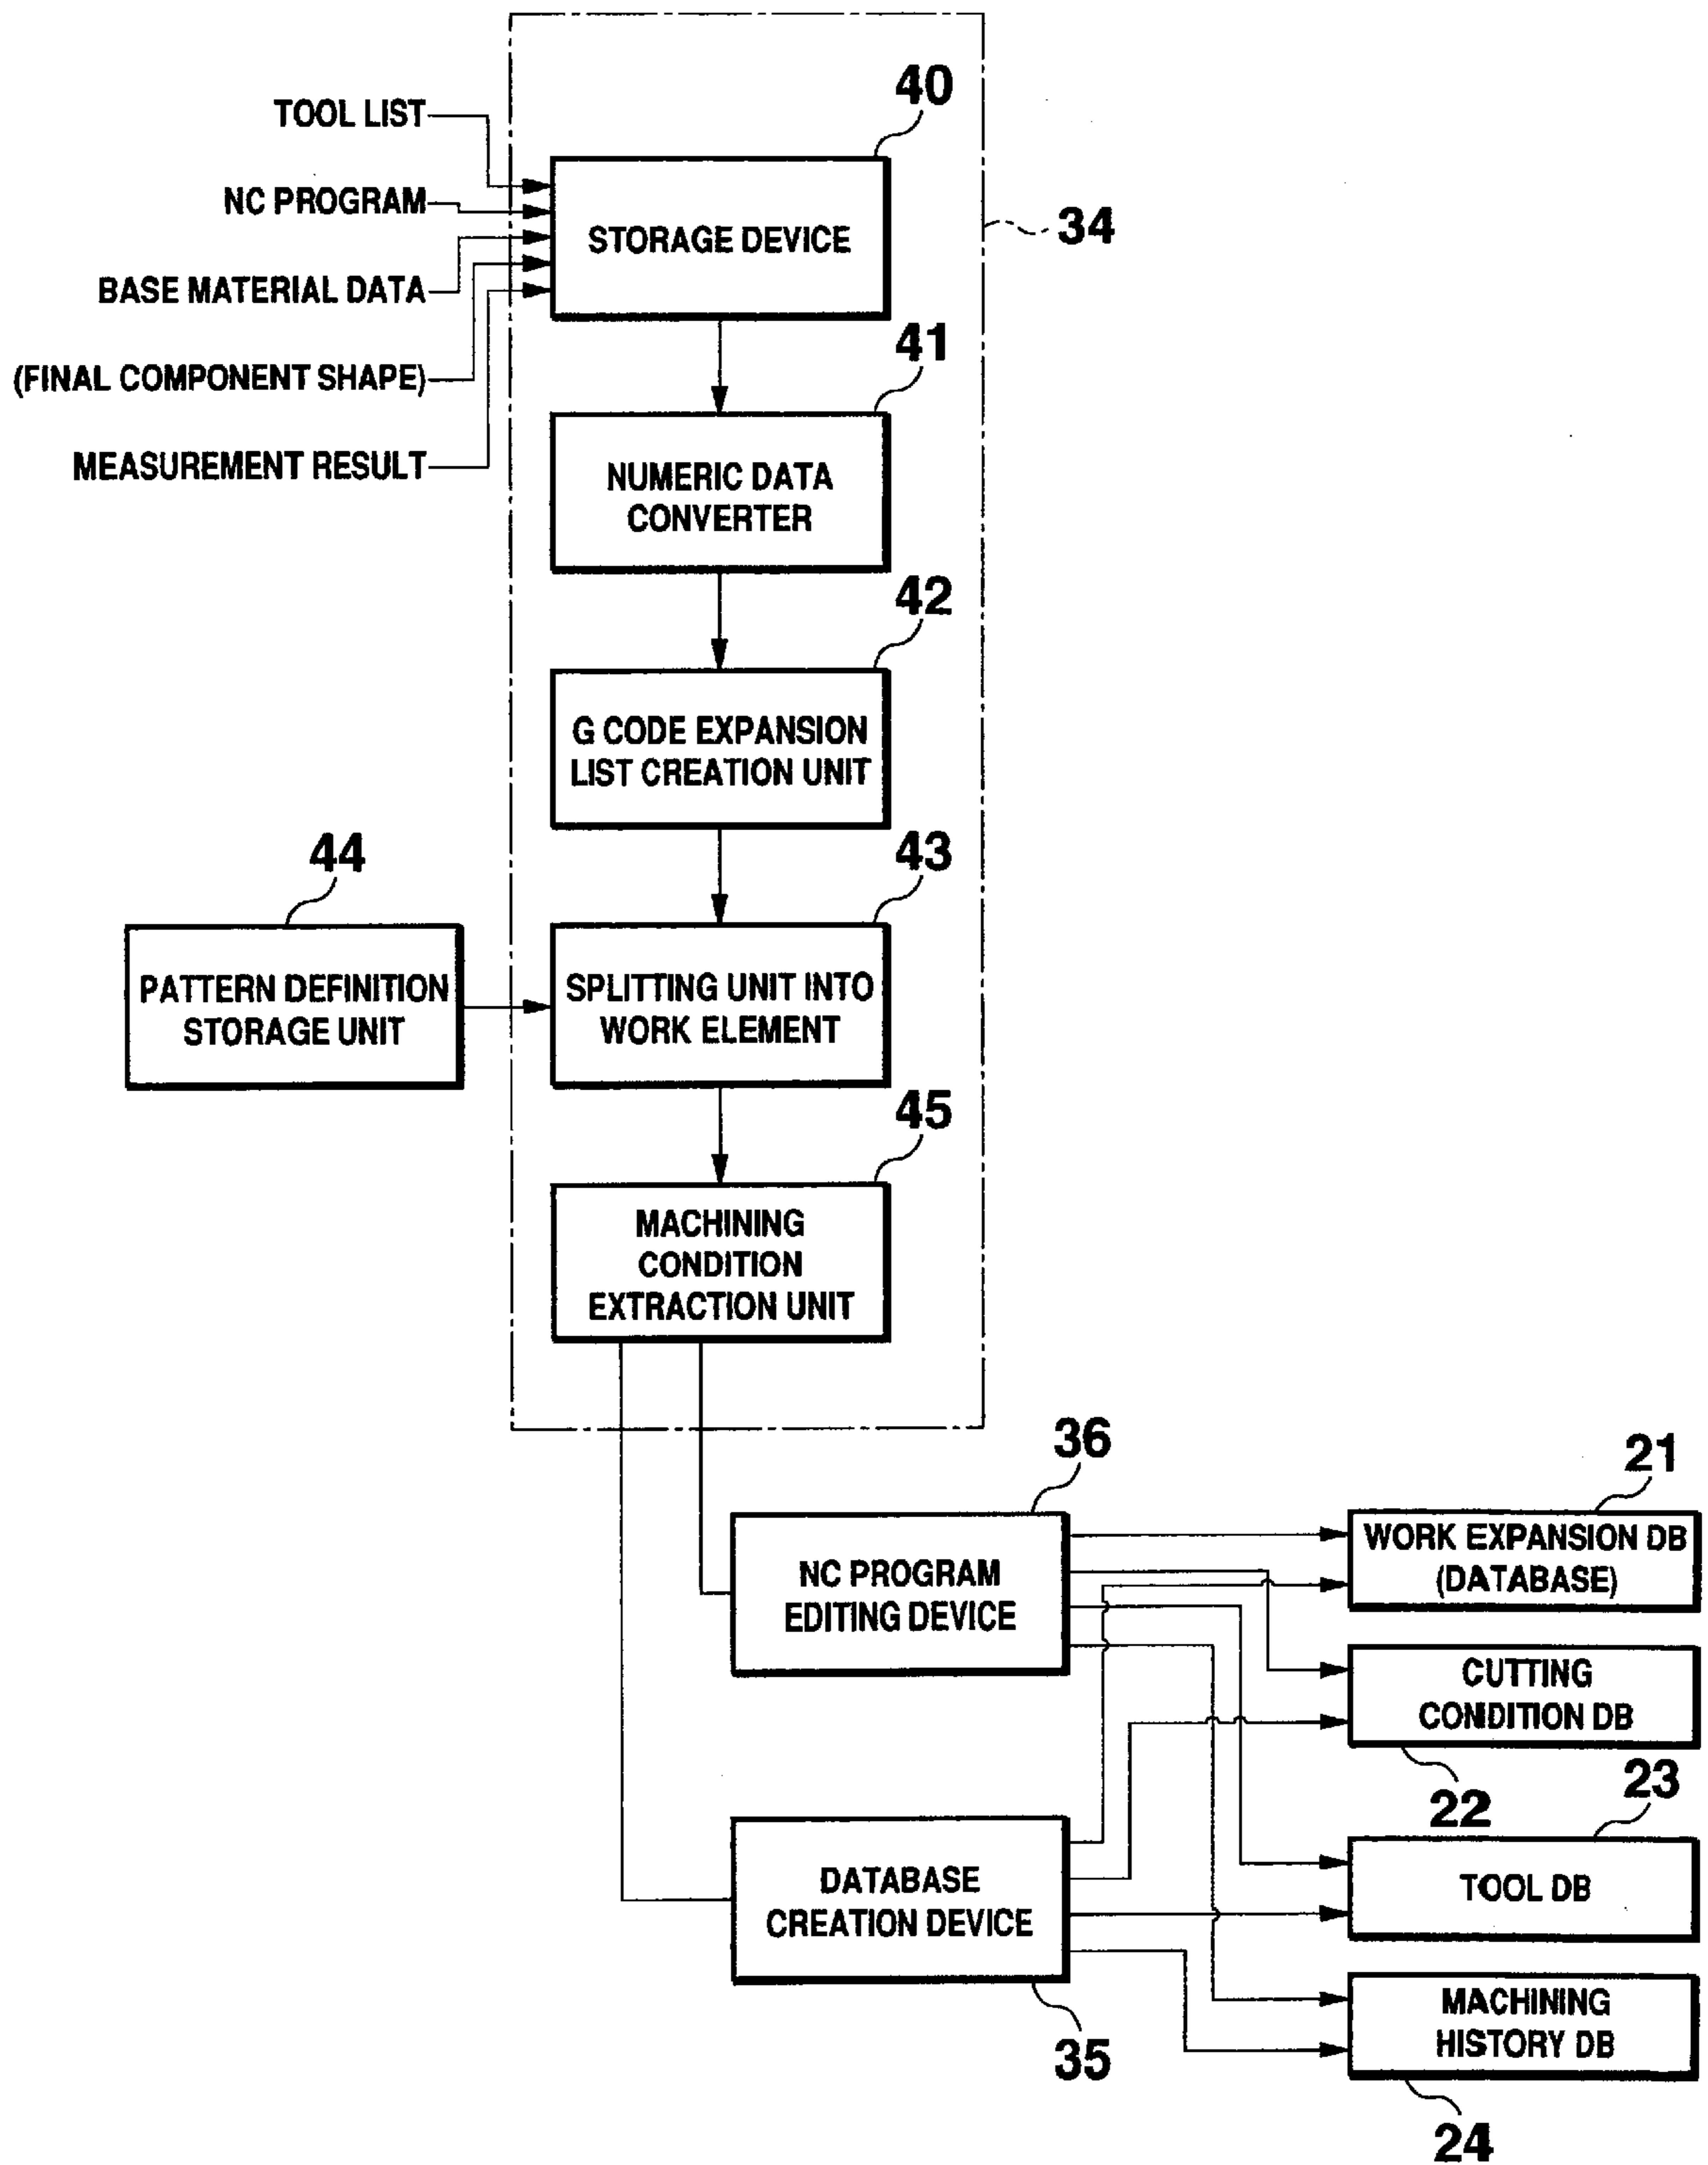 40
TOOL LIST
NC PROGRAM
STORAGE DEVICE
34
BASE MATERIAL DATA
(FINAL COMPONENT SHAPE)
MEASUREMENT RESULT
41
NUMERIC DATA
CONVERTER
42
G CODE EXPANSION
LIST CREATION UNIT
44
43
PATTERN DEFINITION
STORAGE UNIT
SPLITTING UNIT INTO
WORK ELEMENT
45
MACHINING
CONDITION
EXTRACTION UNIT
36
21
NC PROGRAM
EDITING DEVICE
WORK EXPANSION DB
(DATABASE)
CUTTING
CONDITION DB
22
23
DATABASE
CREATION DEVICE
TOOL DB
35
MACHINING
HISTORY DB
24